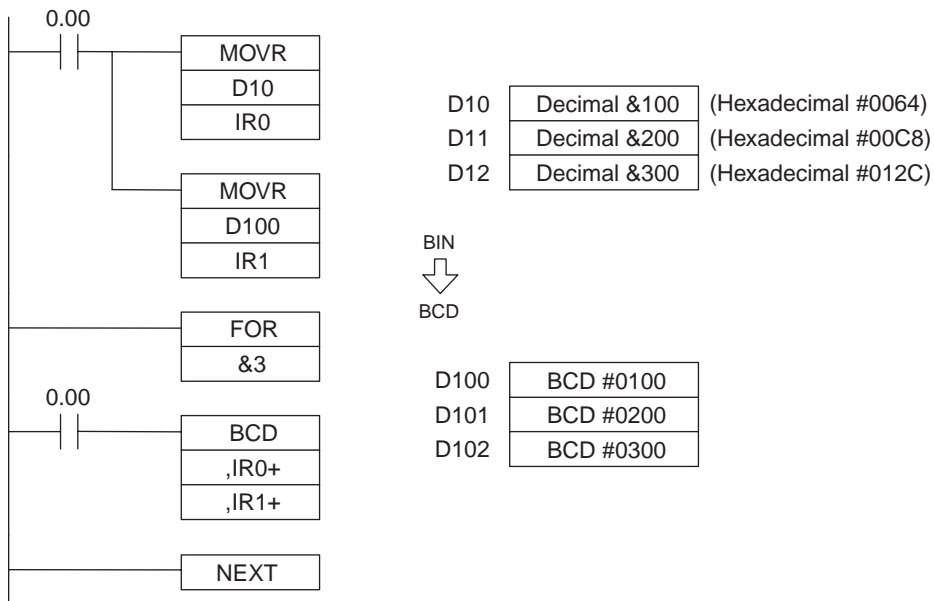 0.00
MOVR
D10
IR0
MOVR
D100
IR1
FOR
&3
0.00
BCD
,IR0+
,IR1+
NEXT
D10 Decimal &100 (Hexadecimal #0064)
D11 Decimal &200 (Hexadecimal #00C8)
D12 Decimal &300 (Hexadecimal #012C)
BIN
BCD
D100 BCD #0100
D101 BCD #0200
D102 BCD #0300